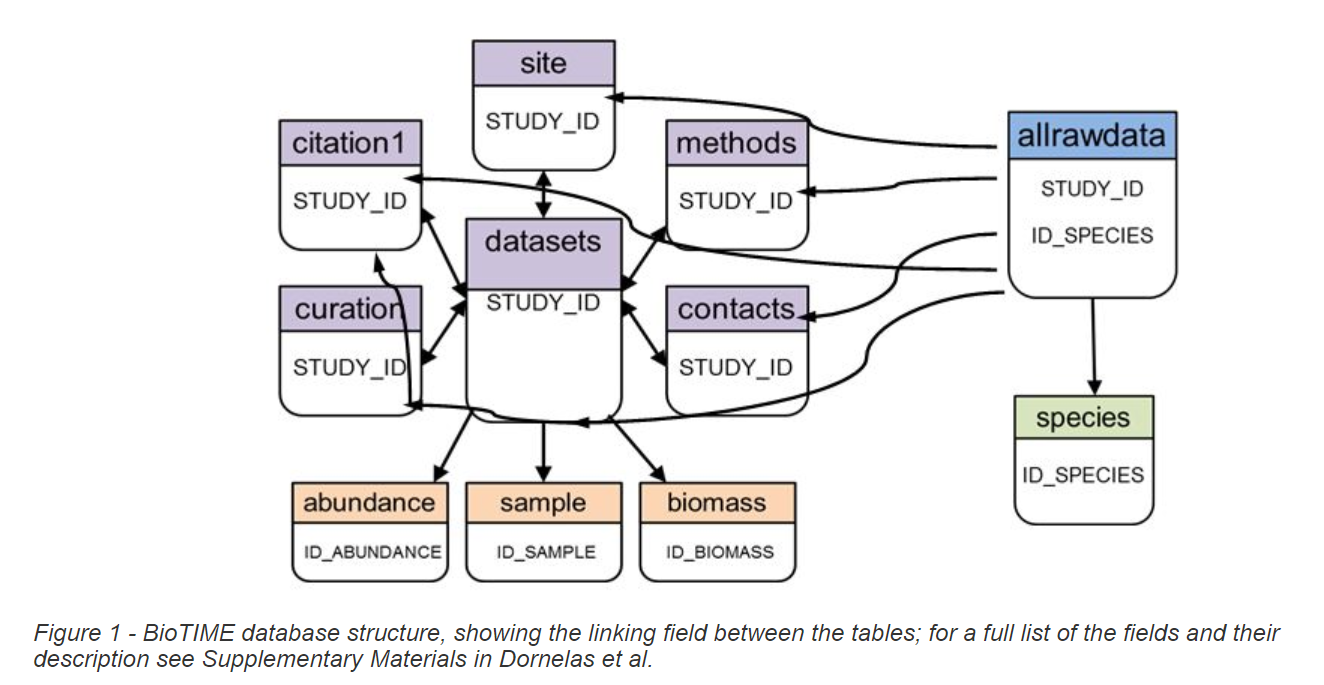 site
STUDY_ID
citation1
STUDY_ID
methods
STUDY_ID
allrawdata
STUDY_ID
ID_SPECIES
datasets
STUDY_ID
curation
STUDY_ID
contacts
STUDY_ID
species
ID_SPECIES
abundance
ID_ABUNDANCE
sample
ID_SAMPLE
biomass
ID_BIOMASS
Figure 1 - BioTIME database structure, showing the linking field between the tables; for a full list of the fields and their
description see Supplementary Materials in Dornelas et al.